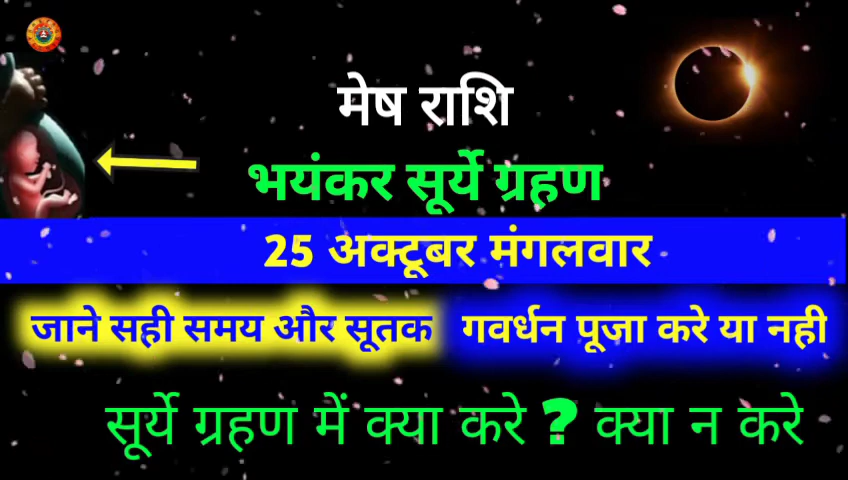 मेष राशि
भयंकर सूर्ये ग्रहण
25 अक्टूबर मंगलवार
जाने सही समय और सूतक गवर्धन पूजा करे या नही
सूर्ये ग्रहण में क्या करे ? क्या न करे